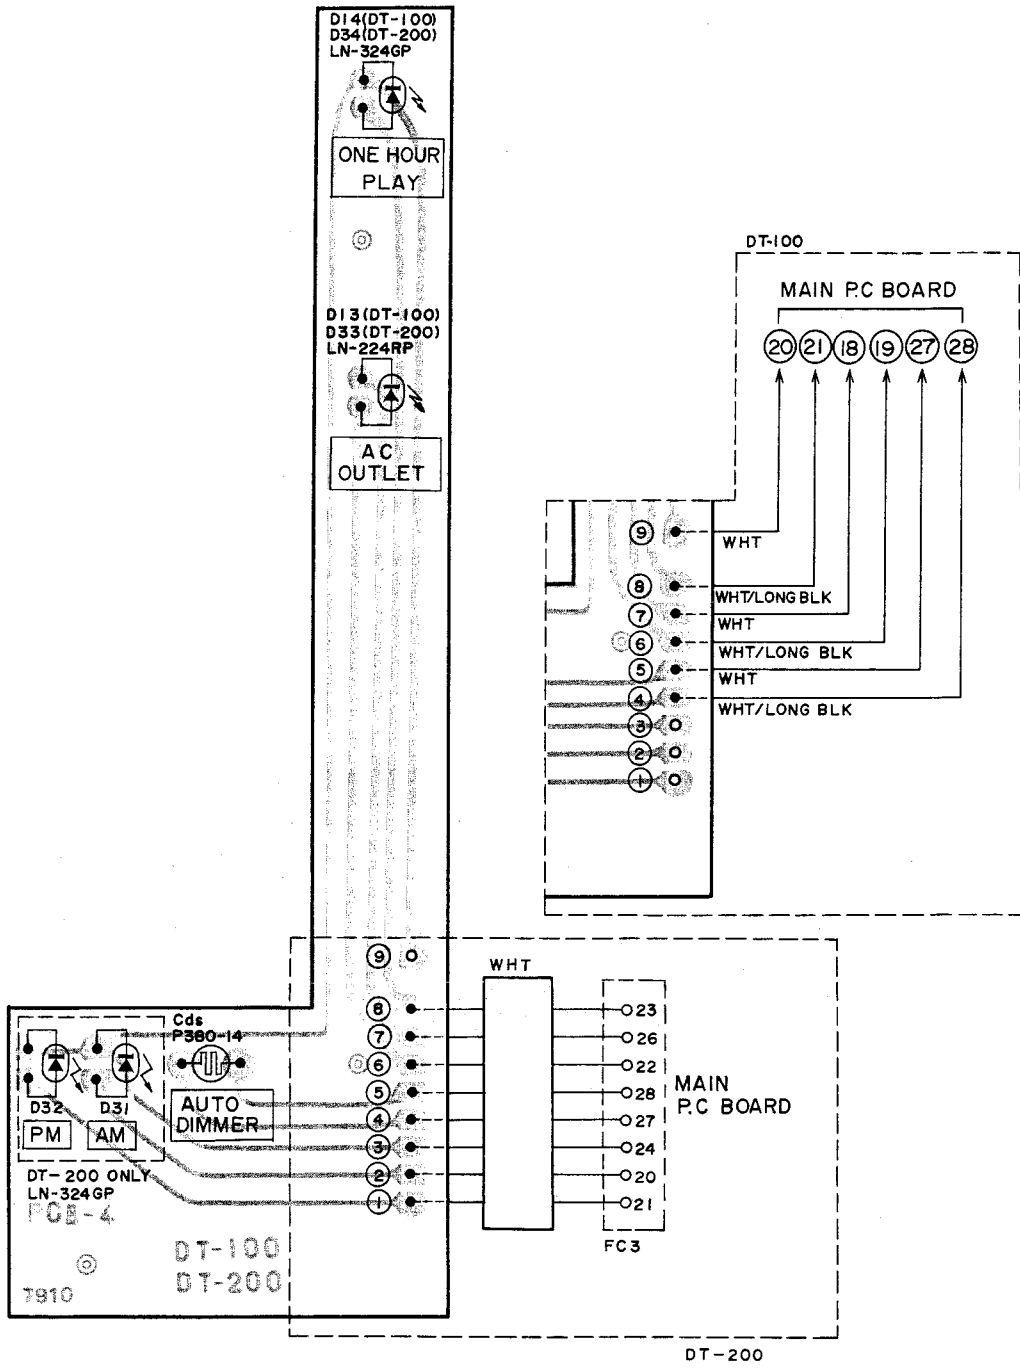 D14(DT-100)
D34(DT-200)
LN-324GP
ONE HOUR
PLAY
D13(DT-100)
D33(DT-200)
LN-224RP
AC
OUTLET
DT-100
MAIN P.C BOARD
20 21 18 19 27 28
9
WHT
8
WHT/LONG BLK
7
WHT
6
WHT/LONG BLK
5
WHT
4
WHT/LONG BLK
3
2
1
9
WHT
8
23
7
26
6
22
5
28
4
27
3
24
2
20
1
21
MAIN
P.C BOARD
FC3
DT-200
Cds
P380-14
AUTO
DIMMER
D32 D31
PM AM
DT-200 ONLY
LN-324GP
PCB-4
DT-100
DT-200
7910